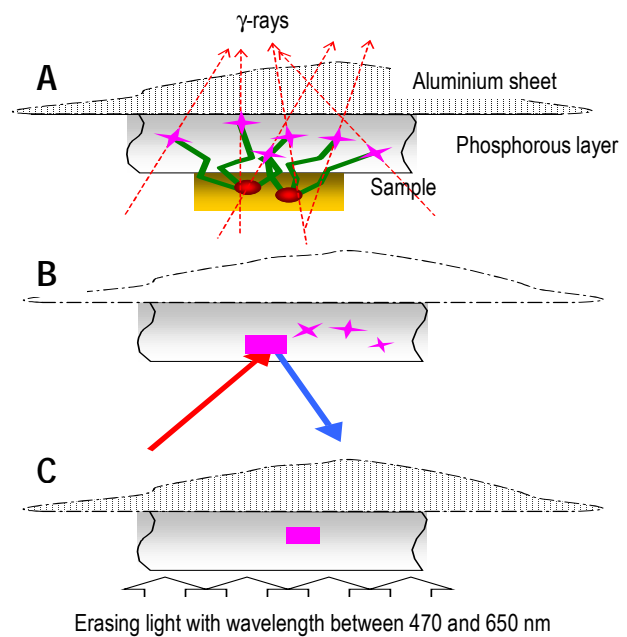 γ-rays
A
Aluminium sheet
Phosphorous layer
Sample
B
C
Erasing light with wavelength between 470 and 650 nm